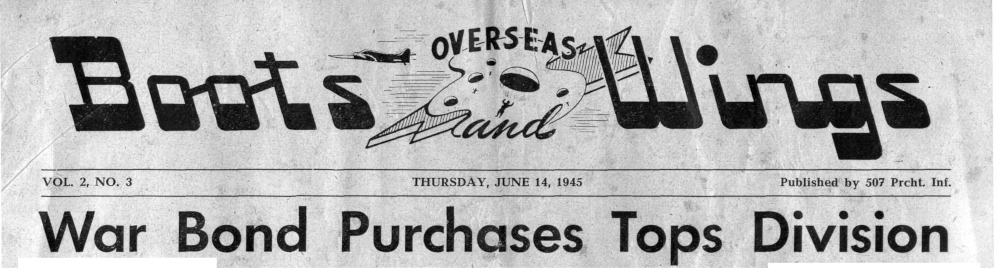 OVERSEAS
Boots and Wings
VOL. 2, NO. 3 THURSDAY, JUNE 14, 1945 Published by 507 Prcht. Inf.
War Bond Purchases Tops Division